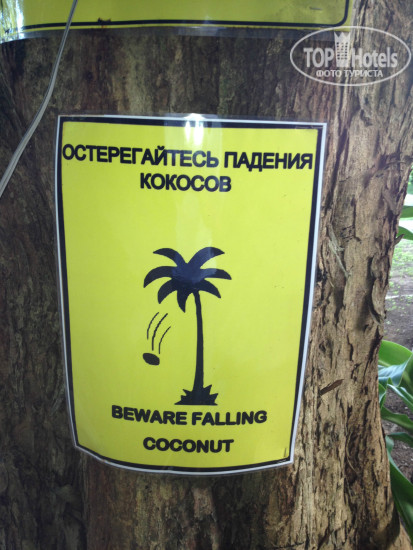 TOP Hotels
ФОТО ТУРИСТА
ОСТЕРЕГАЙТЕСЬ ПАДЕНИЯ
КОКОСОВ
BEWARE FALLING
COCONUT